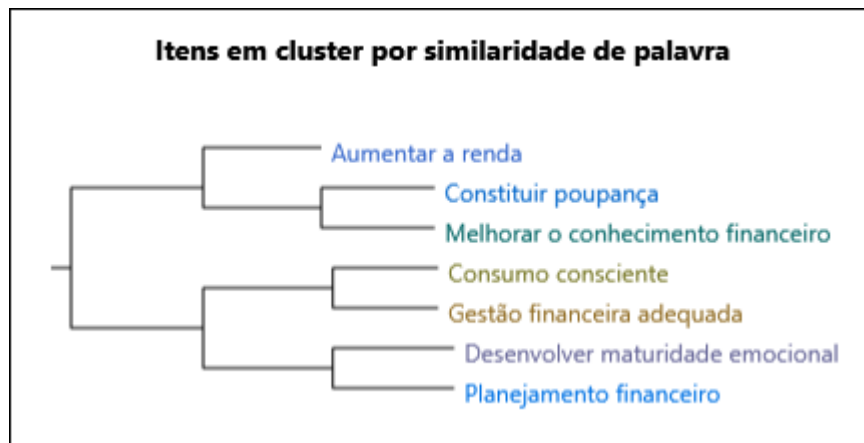 Itens em cluster por similaridade de palavra
Aumentar a renda
Constituir poupança
Melhorar o conhecimento financeiro
Consumo consciente
Gestão financeira adequada
Desenvolver maturidade emocional
Planejamento financeiro